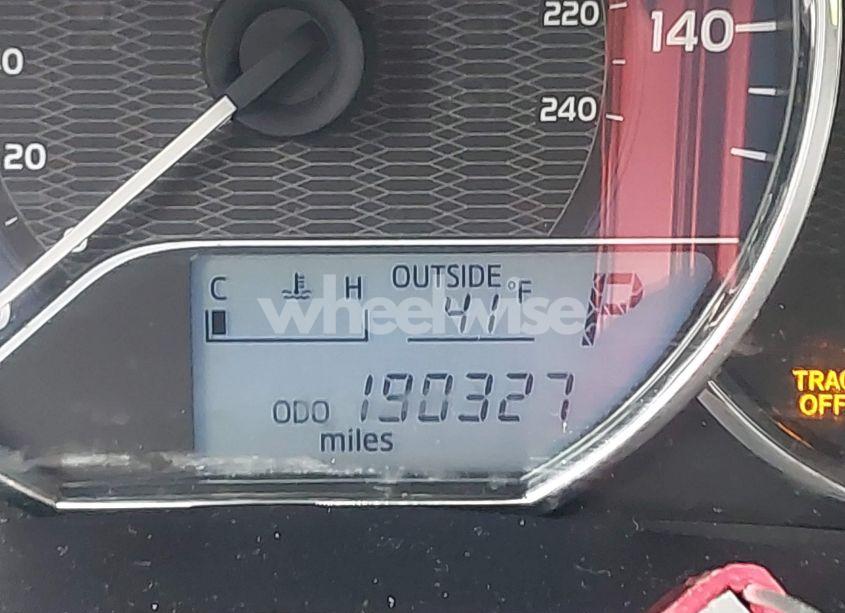 220
140
0
240
20
OUTSIDE
C H 41 °F P
wheelwise
ODO 190327
miles
TRAC
OFF